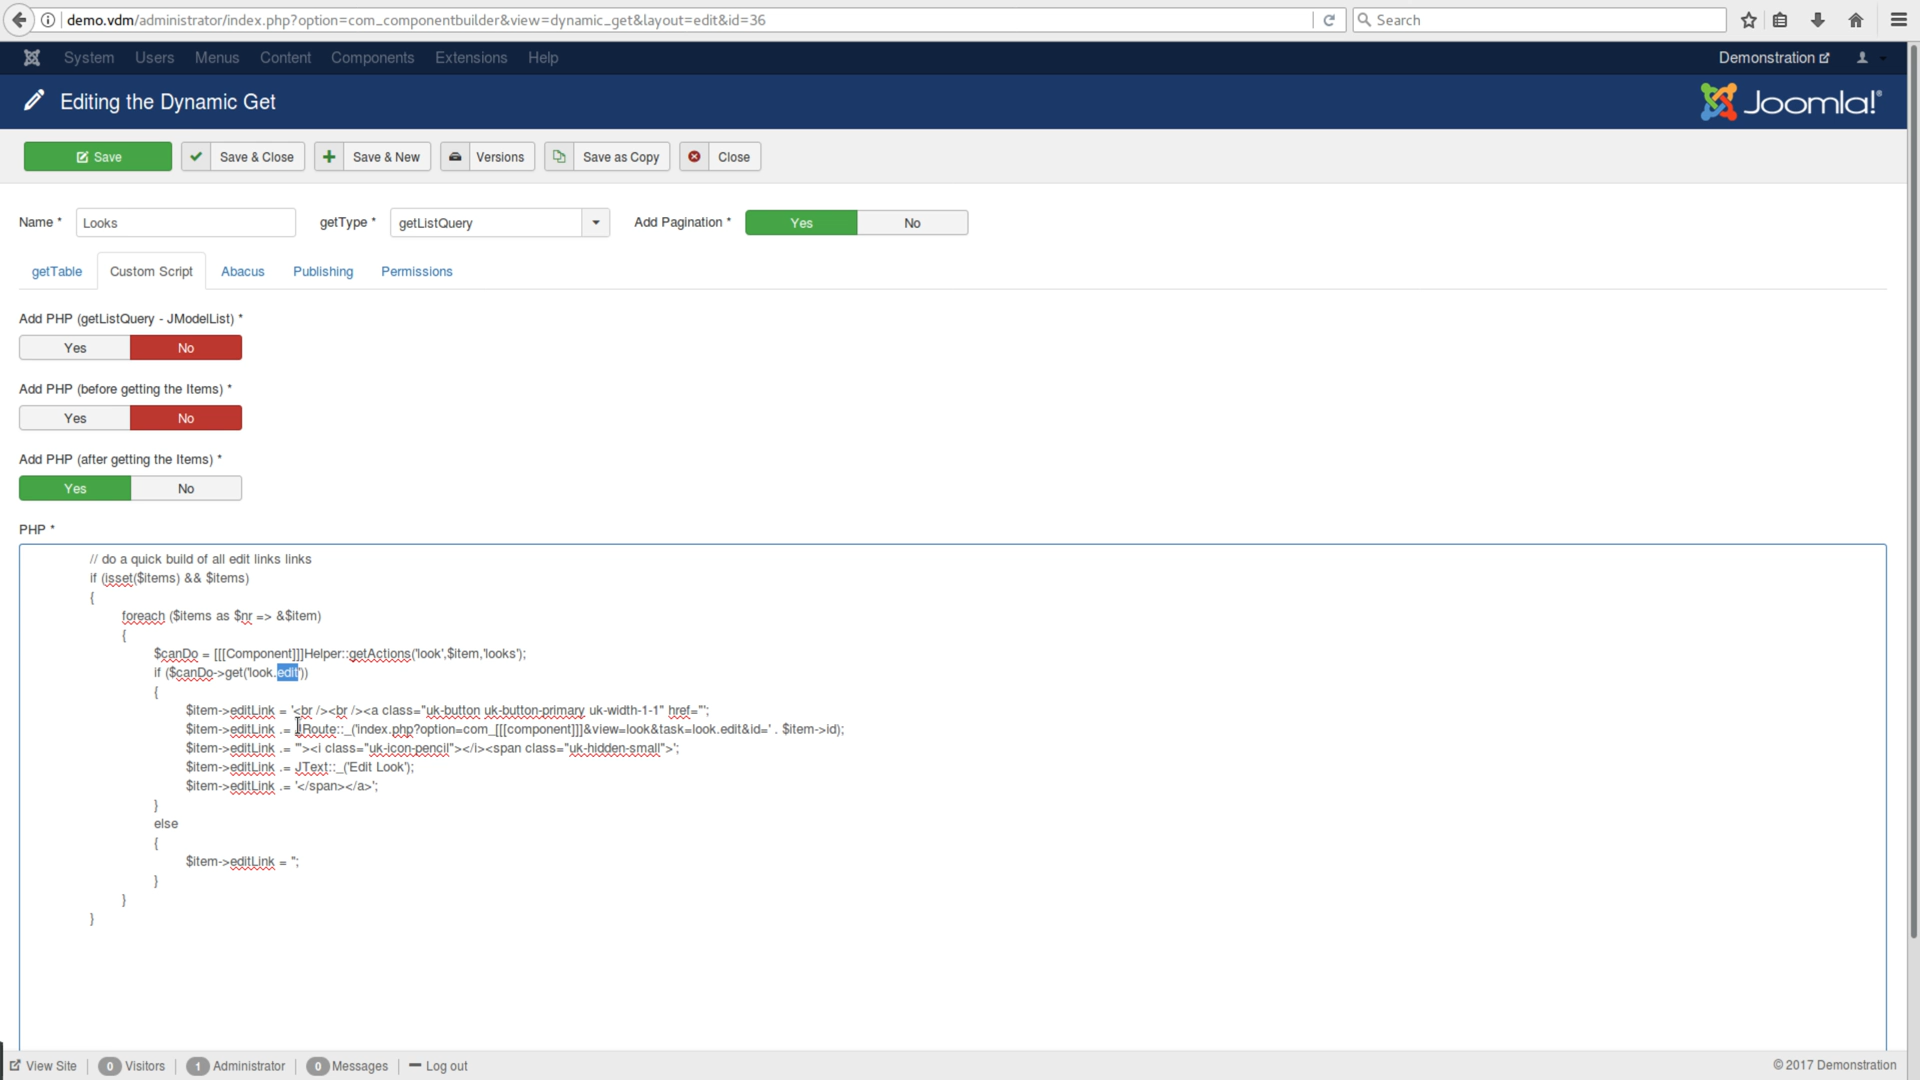 demo.vdm/administrator/index.php?option=com_componentbuilder&view=dynamic_get&layout=edit&id=36
Search
System Users Menus Content Components Extensions Help
Demonstration
Editing the Dynamic Get
Joomla!®
Save
Save & Close
Save & New
Versions
Save as Copy
Close
Name * Looks getType * getListQuery Add Pagination * Yes No
getTable Custom Script Abacus Publishing Permissions
Add PHP (getListQuery - JModelList) *
Yes No
Add PHP (before getting the Items) *
Yes No
Add PHP (after getting the Items) *
Yes No
PHP *
// do a quick build of all edit links links
if (isset($items) && $items)
{
foreach ($items as $nr => &$item)
{
$canDo = [[[Component]]]Helper::getActions('look',$item,'looks');
if ($canDo->get('look.edit'))
{
$item->editLink = '<br /><br /><a class="uk-button uk-button-primary uk-width-1-1" href="';
$item->editLink .= JRoute::_('index.php?option=com_[[[component]]]&view=look&task=look.edit&id=' . $item->id);
$item->editLink .= '"><i class="uk-icon-pencil"></i><span class="uk-hidden-small">';
$item->editLink .= JText::_('Edit Look');
$item->editLink .= '</span></a>';
}
else
{
$item->editLink = '';
}
}
}
View Site 0 Visitors 1 Administrator 0 Messages Log out
© 2017 Demonstration